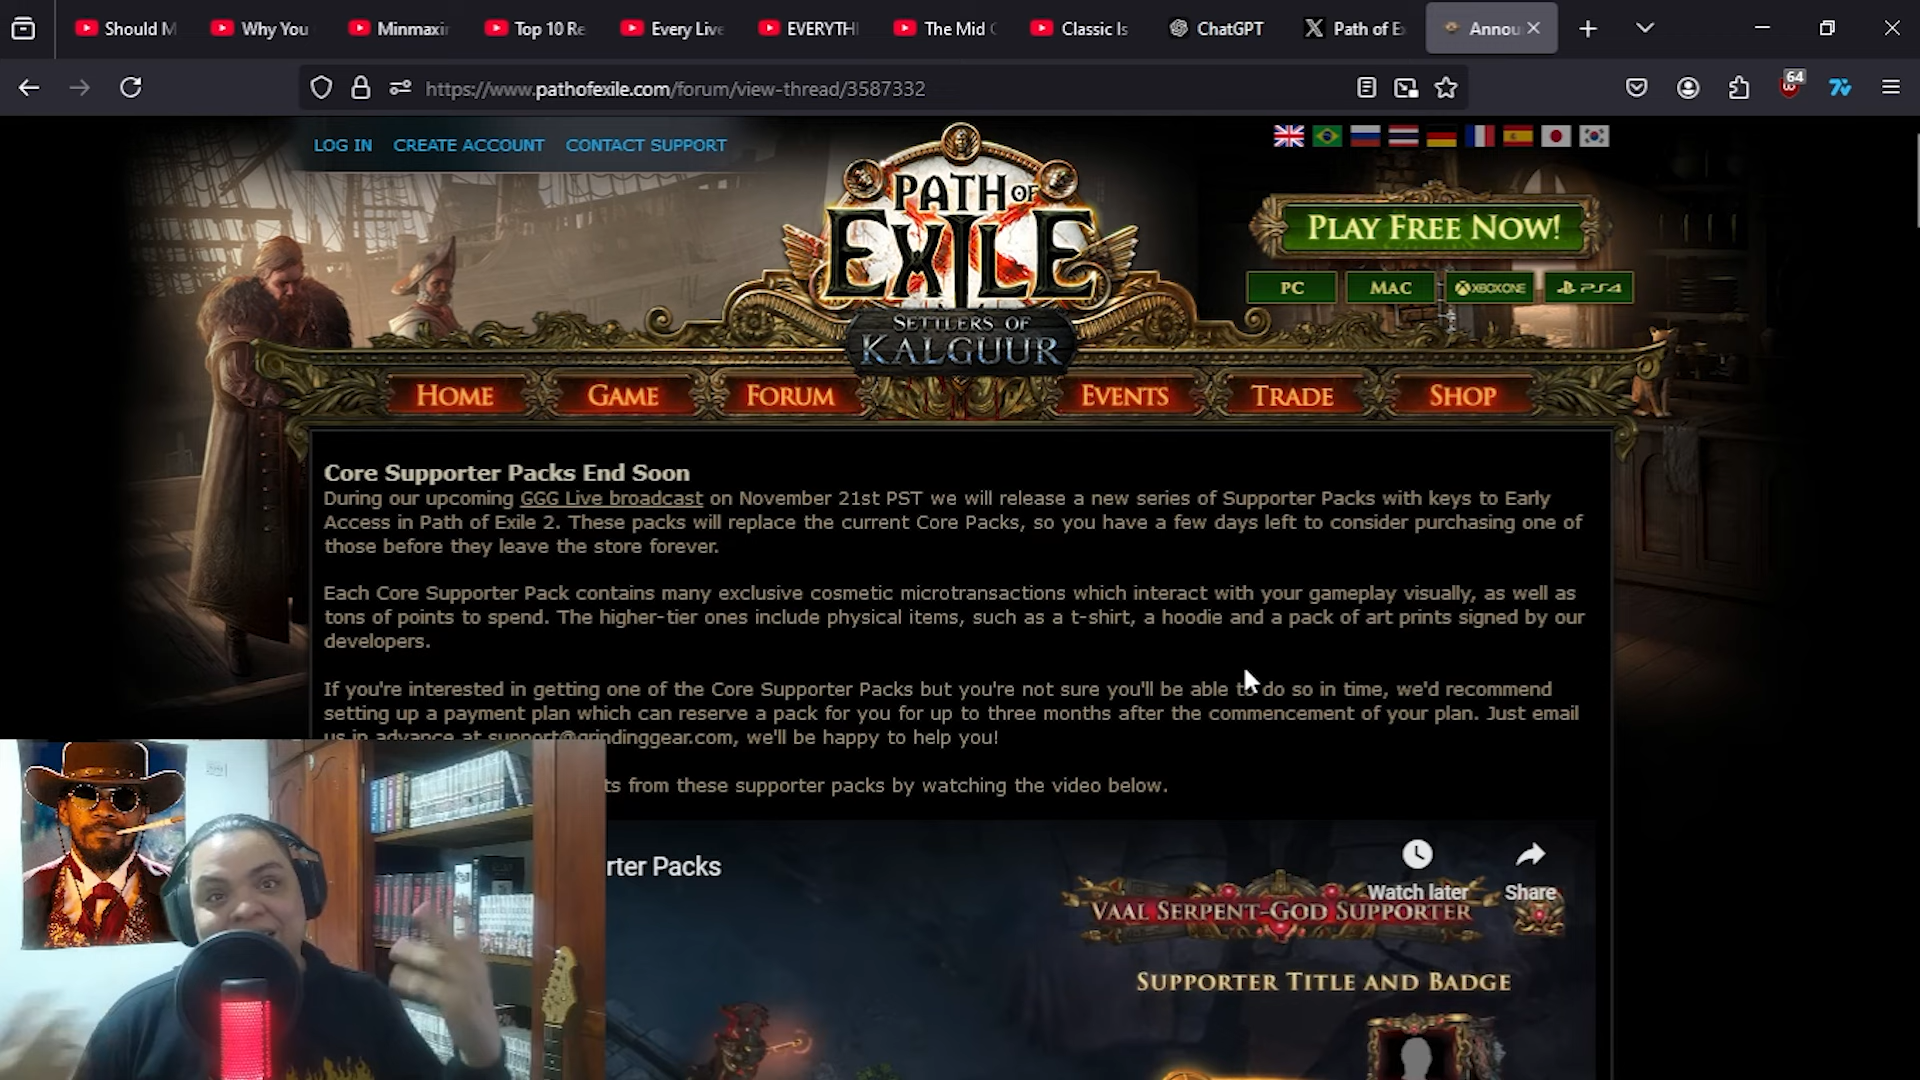 Should M
Why You
Minmaxi
Top 10 Re
Every Live
EVERYTHI
The Mid
Classic Is
ChatGPT
Path of Ex
Annou
https://www.pathofexile.com/forum/view-thread/3587332
64
LOG IN CREATE ACCOUNT CONTACT SUPPORT
PATH OF
EXILE
SETTLERS OF
KALGUUR
PLAY FREE NOW!
PC MAC XBOX ONE PS4
HOME GAME FORUM EVENTS TRADE SHOP
Core Supporter Packs End Soon
During our upcoming GGG Live broadcast on November 21st PST we will release a new series of Supporter Packs with keys to Early
Access in Path of Exile 2. These packs will replace the current Core Packs, so you have a few days left to consider purchasing one of
those before they leave the store forever.
Each Core Supporter Pack contains many exclusive cosmetic microtransactions which interact with your gameplay visually, as well as
tons of points to spend. The higher-tier ones include physical items, such as a t-shirt, a hoodie and a pack of art prints signed by our
developers.
If you're interested in getting one of the Core Supporter Packs but you're not sure you'll be able to do so in time, we'd recommend
setting up a payment plan which can reserve a pack for you for up to three months after the commencement of your plan. Just email
us in advance at support@grindinggear.com, we'll be happy to help you!
ts from these supporter packs by watching the video below.
rter Packs
Watch later Share
VAAL SERPENT-GOD SUPPORTER
SUPPORTER TITLE AND BADGE